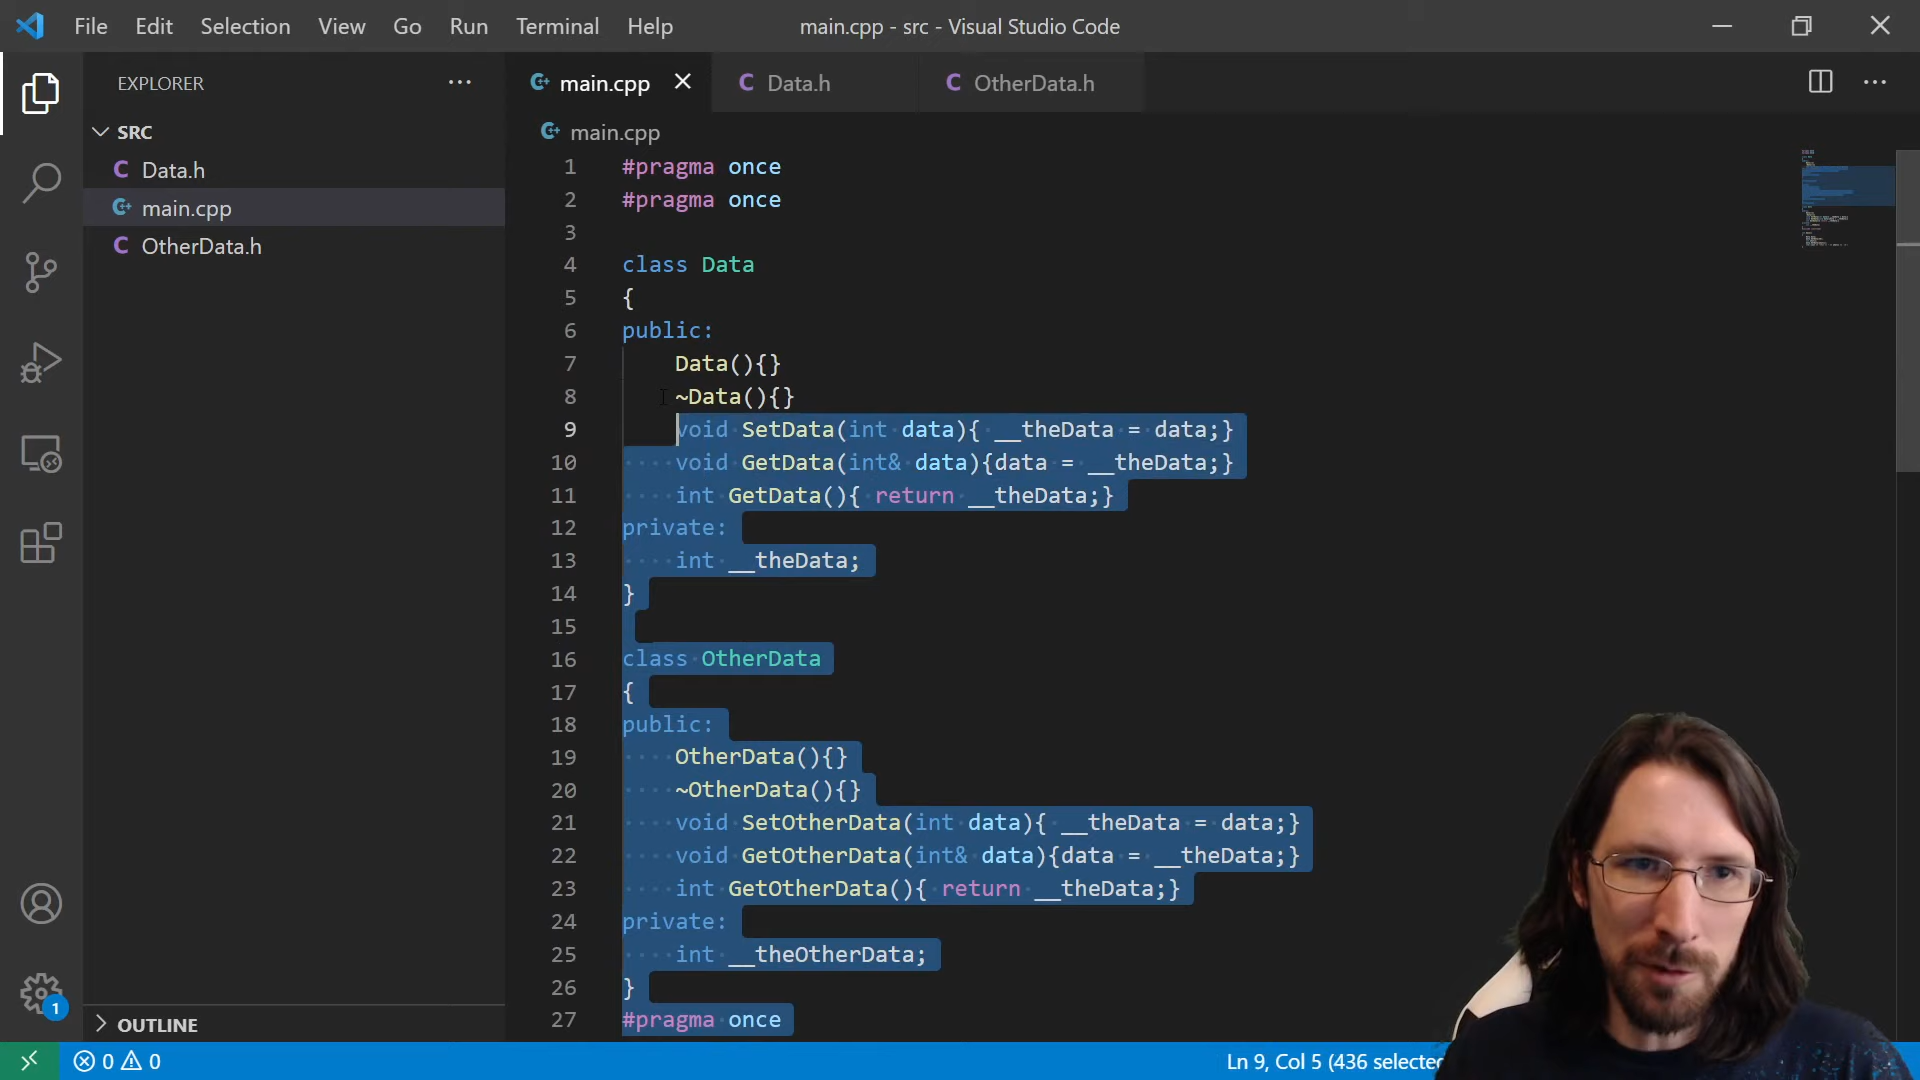 File Edit Selection View Go Run Terminal Help
main.cpp - src - Visual Studio Code
EXPLORER
SRC
Data.h
main.cpp
OtherData.h
OUTLINE
main.cpp Data.h OtherData.h
main.cpp
1 #pragma once
2 #pragma once
3
4 class Data
5 {
6 public:
7 Data(){}
8 ~Data(){}
9 void SetData(int data){ __theData = data;}
10 void GetData(int& data){data = __theData;}
11 int GetData(){ return __theData;}
12 private:
13 int __theData;
14 }
15
16 class OtherData
17 {
18 public:
19 OtherData(){}
20 ~OtherData(){}
21 void SetOtherData(int data){ __theData = data;}
22 void GetOtherData(int& data){data = __theData;}
23 int GetOtherData(){ return __theData;}
24 private:
25 int __theOtherData;
26 }
27 #pragma once
1
0 0
Ln 9, Col 5 (436 selected